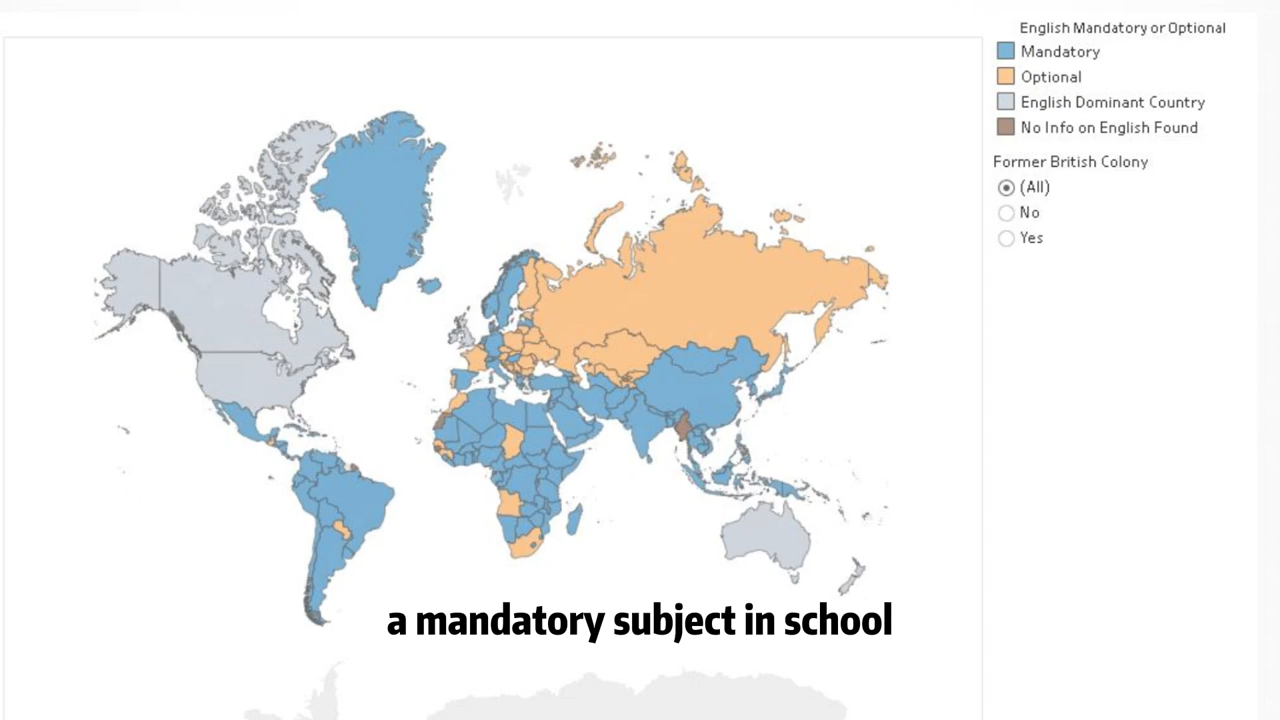 English Mandatory or Optional
Mandatory
Optional
English Dominant Country
No Info on English Found
Former British Colony
(All)
No
Yes
a mandatory subject in school